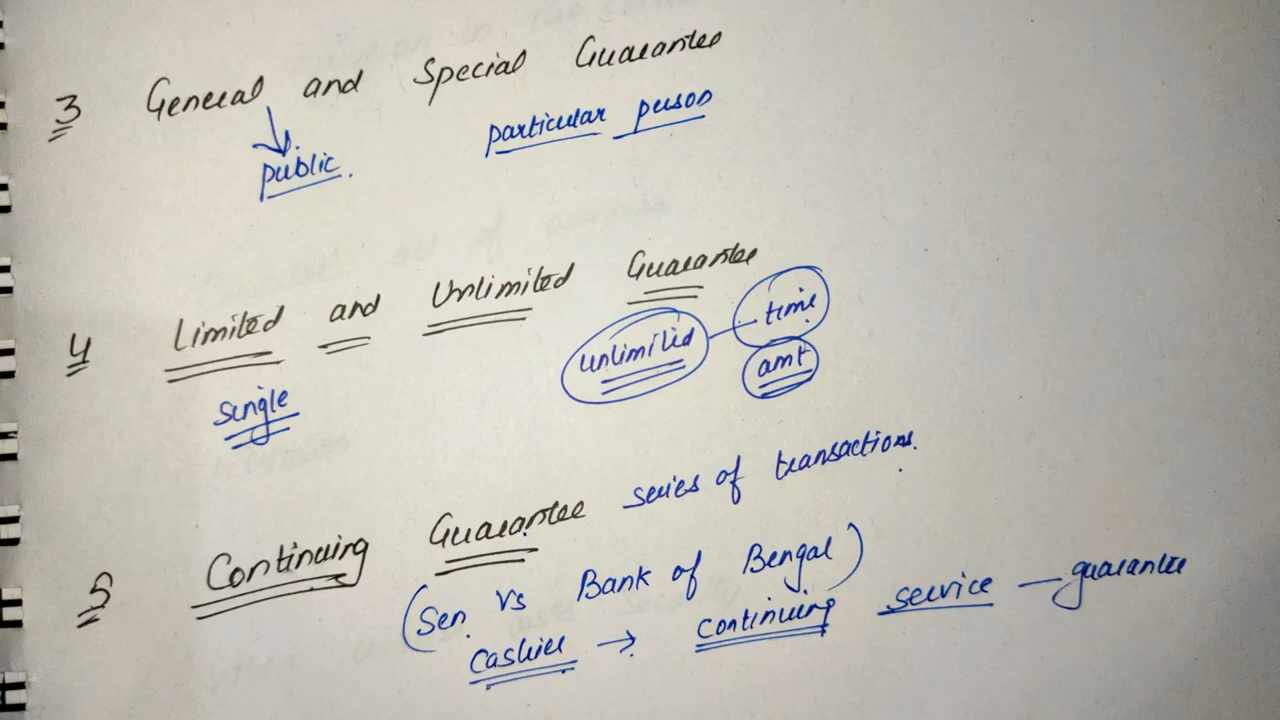 3 General and Special Guarantee
public. particular person
4 Limited and Unlimited Guarantee
single unlimited time
amt
5 Continuing Guarantee series of transactions.
(Sen Vs Bank of Bengal)
cashier → continuing service — guarantee